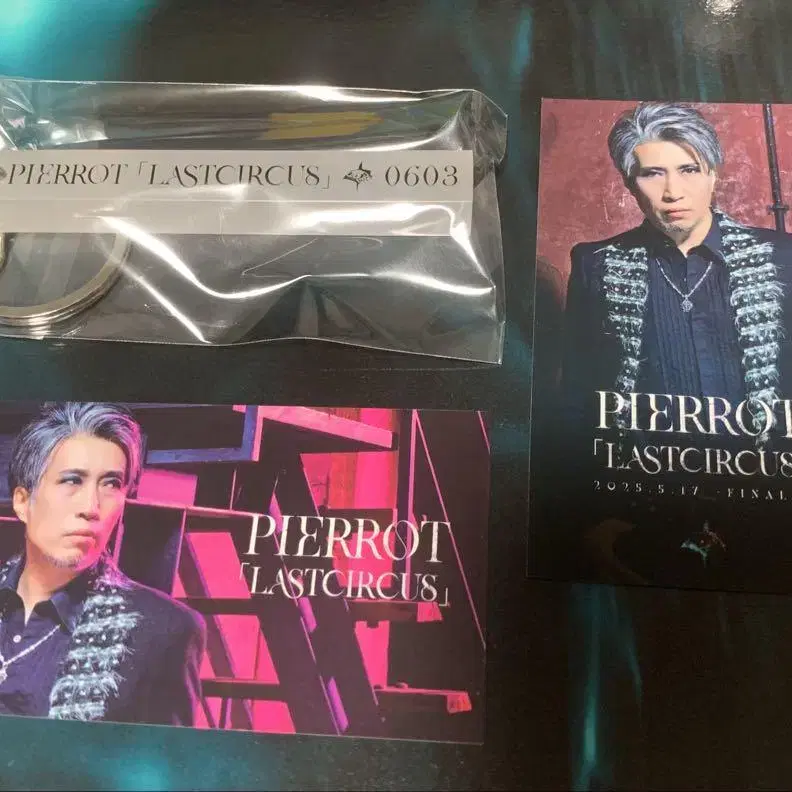 PIERROT「LASTCIRCUS」 0603
PIERROT
「LASTCIRCUS
2025.5.17 -FINAL
PIERROT
「LASTCIRCUS」